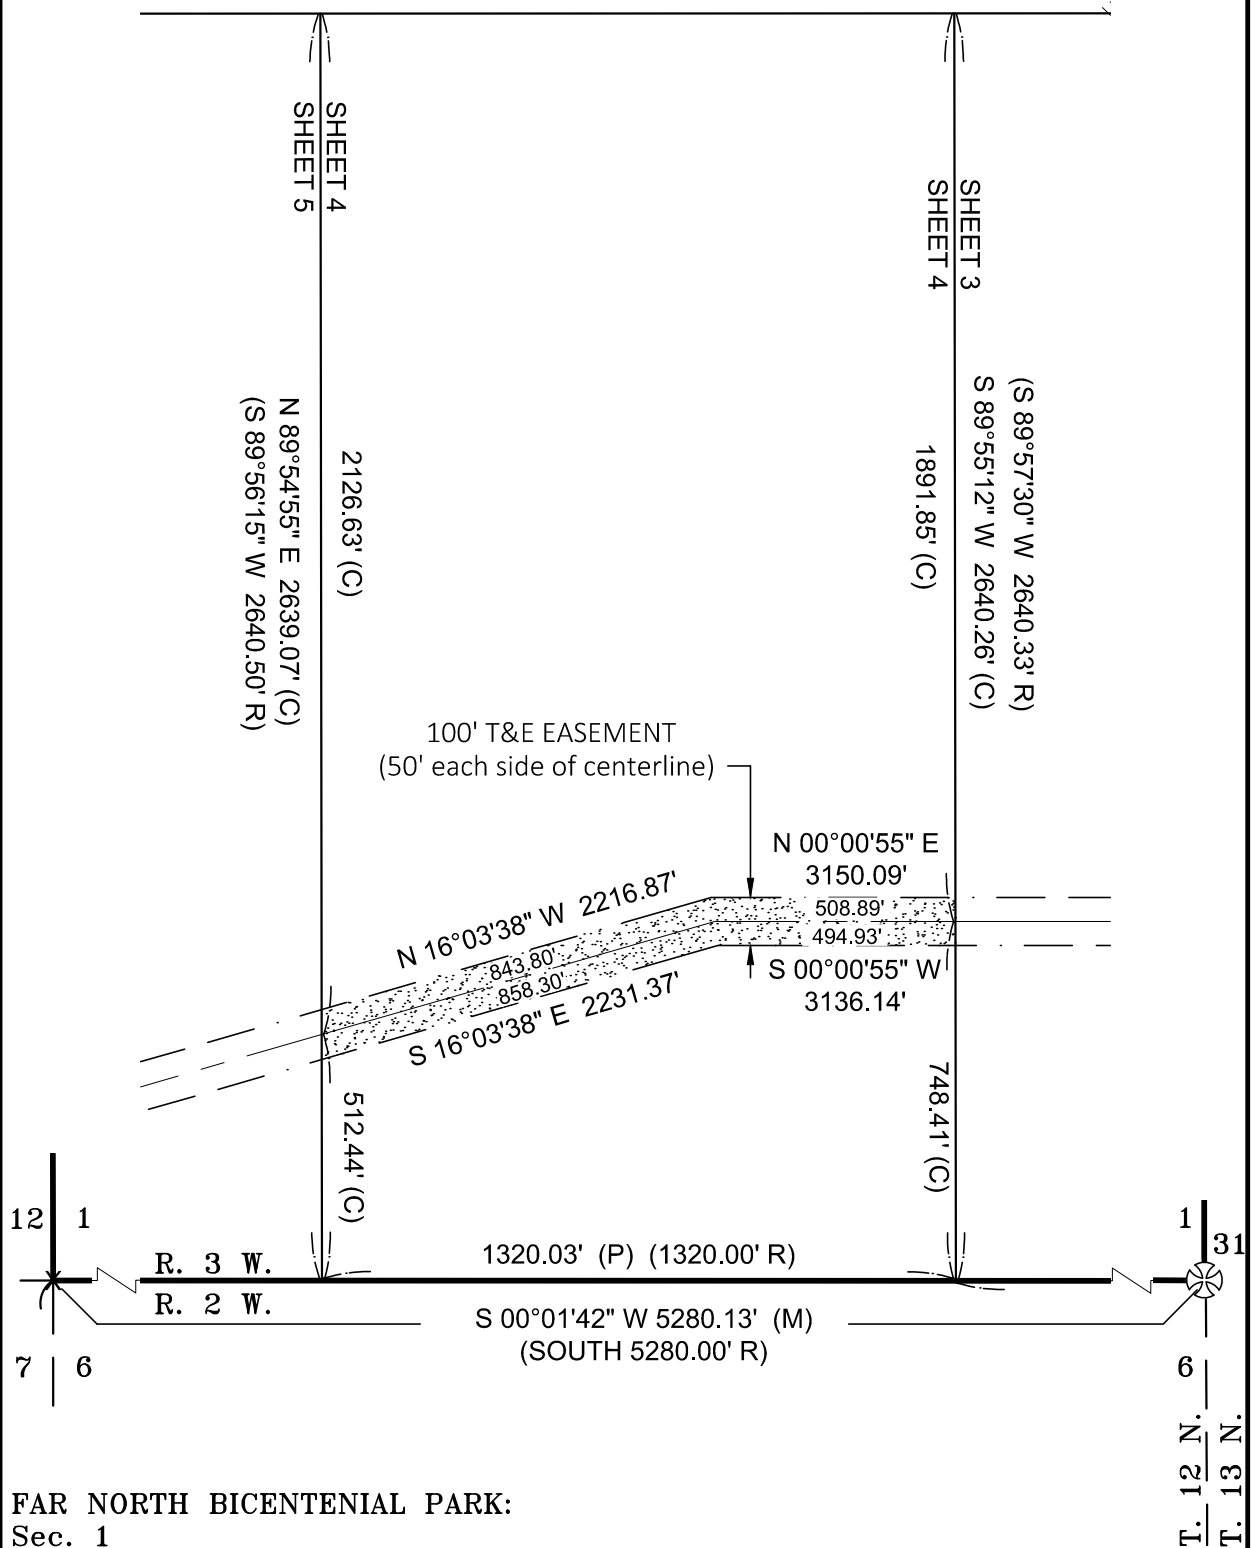 SHEET 4
SHEET 5
SHEET 3
SHEET 4
N 89°54'55" E 2639.07' (C)
(S 89°56'15" W 2640.50' R)
2126.63' (C)
1891.85' (C)
(S 89°57'30" W 2640.33' R)
S 89°55'12" W 2640.26' (C)
100' T&E EASEMENT
(50' each side of centerline)
N 00°00'55" E
3150.09'
508.89'
494.93'
S 00°00'55" W
3136.14'
N 16°03'38" W 2216.87'
843.80'
858.30'
S 16°03'38" E 2231.37'
512.44' (C)
748.41' (C)
12 1
1
31
R. 3 W.
R. 2 W.
1320.03' (P) (1320.00' R)
S 00°01'42" W 5280.13' (M)
(SOUTH 5280.00' R)
7 6
6
T. 12 N.
T. 13 N.
FAR NORTH BICENTENIAL PARK:
Sec. 1